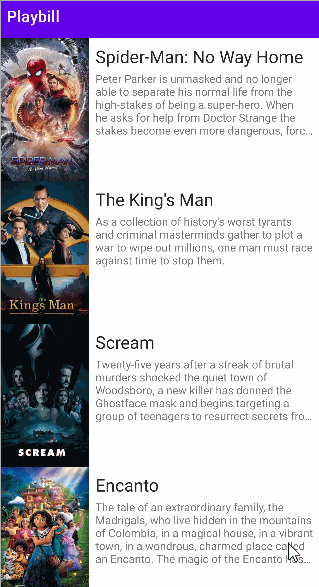 Playbill
Spider-Man: No Way Home
Peter Parker is unmasked and no longer
able to separate his normal life from the
high-stakes of being a super-hero. When
he asks for help from Doctor Strange the
stakes become even more dangerous, forc...
SPIDER-MAN
The King's Man
As a collection of history's worst tyrants
and criminal masterminds gather to plot a
war to wipe out millions, one man must race
against time to stop them.
King's Man
Scream
Twenty-five years after a streak of brutal
murders shocked the quiet town of
Woodsboro, a new killer has donned the
Ghostface mask and begins targeting a
group of teenagers to resurrect secrets fro...
SCREAM
Encanto
The tale of an extraordinary family, the
Madrigals, who live hidden in the mountains
of Colombia, in a magical house, in a vibrant
town, in a wondrous, charmed place called
an Encanto. The magic of the Encanto has...